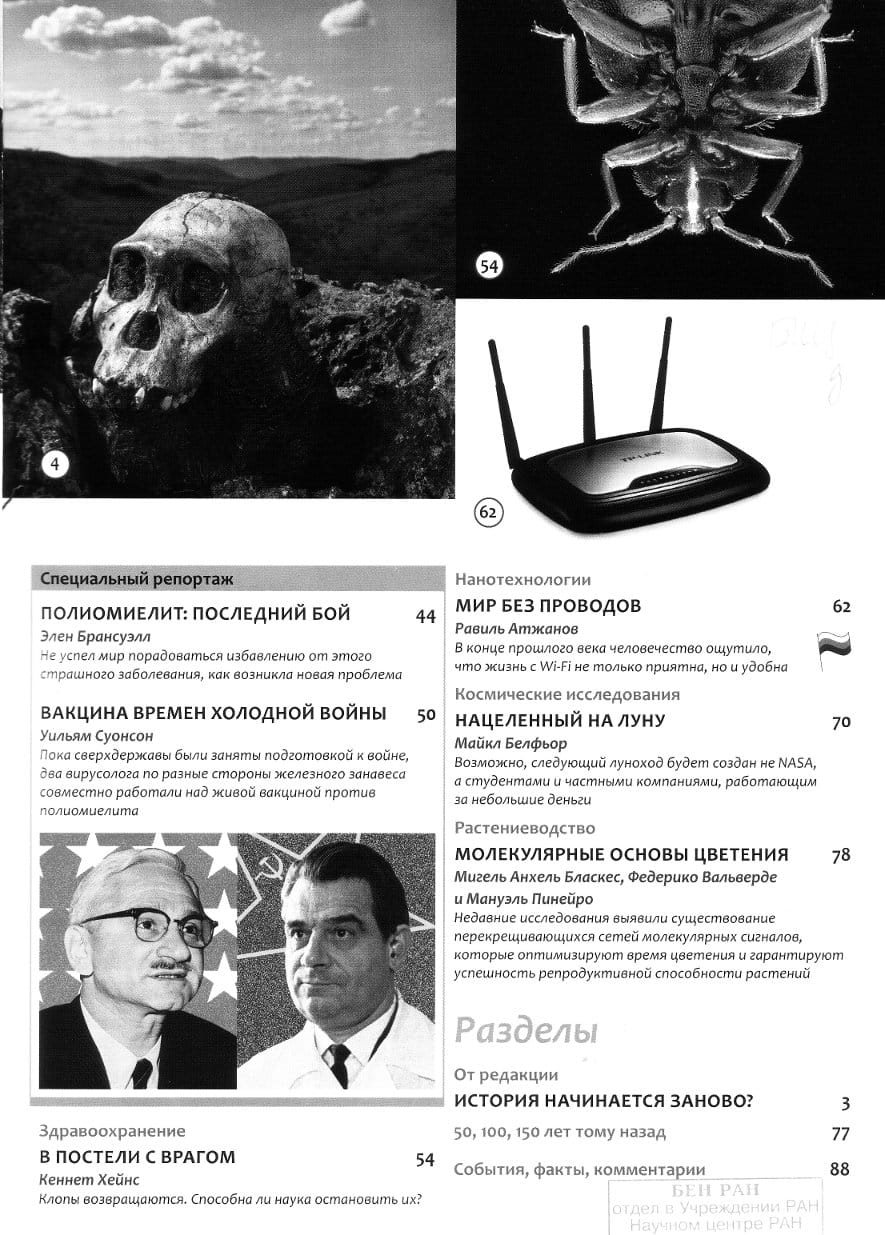 54
4
TP-LINK
62
Специальный репортаж
ПОЛИОМИЕЛИТ: ПОСЛЕДНИЙ БОЙ 44
Элен Брансуэлл
Не успел мир порадоваться избавлению от этого
страшного заболевания, как возникла новая проблема
ВАКЦИНА ВРЕМЕН ХОЛОДНОЙ ВОЙНЫ 50
Уильям Суонсон
Пока сверхдержавы были заняты подготовкой к войне,
два вирусолога по разные стороны железного занавеса
совместно работали над живой вакциной против
полиомиелита
Здравоохранение
В ПОСТЕЛИ С ВРАГОМ 54
Кеннет Хейнс
Клопы возвращаются. Способна ли наука остановить их?
Нанотехнологии
МИР БЕЗ ПРОВОДОВ 62
Равиль Атжанов
В конце прошлого века человечество ощутило,
что жизнь с Wi-Fi не только приятна, но и удобна
Космические исследования
НАЦЕЛЕННЫЙ НА ЛУНУ 70
Майкл Белфьор
Возможно, следующий луноход будет создан не NASA,
а студентами и частными компаниями, работающим
за небольшие деньги
Растениеводство
МОЛЕКУЛЯРНЫЕ ОСНОВЫ ЦВЕТЕНИЯ 78
Мигель Анхель Бласкес, Федерико Вальверде
и Мануэль Пинейро
Недавние исследования выявили существование
перекрещивающихся сетей молекулярных сигналов,
которые оптимизируют время цветения и гарантируют
успешность репродуктивной способности растений
Разделы
От редакции
ИСТОРИЯ НАЧИНАЕТСЯ ЗАНОВО? 3
50, 100, 150 лет тому назад 77
События, факты, комментарии 88
БЕН РАН
отдел в Учреждении РАН
Научном центре РАН